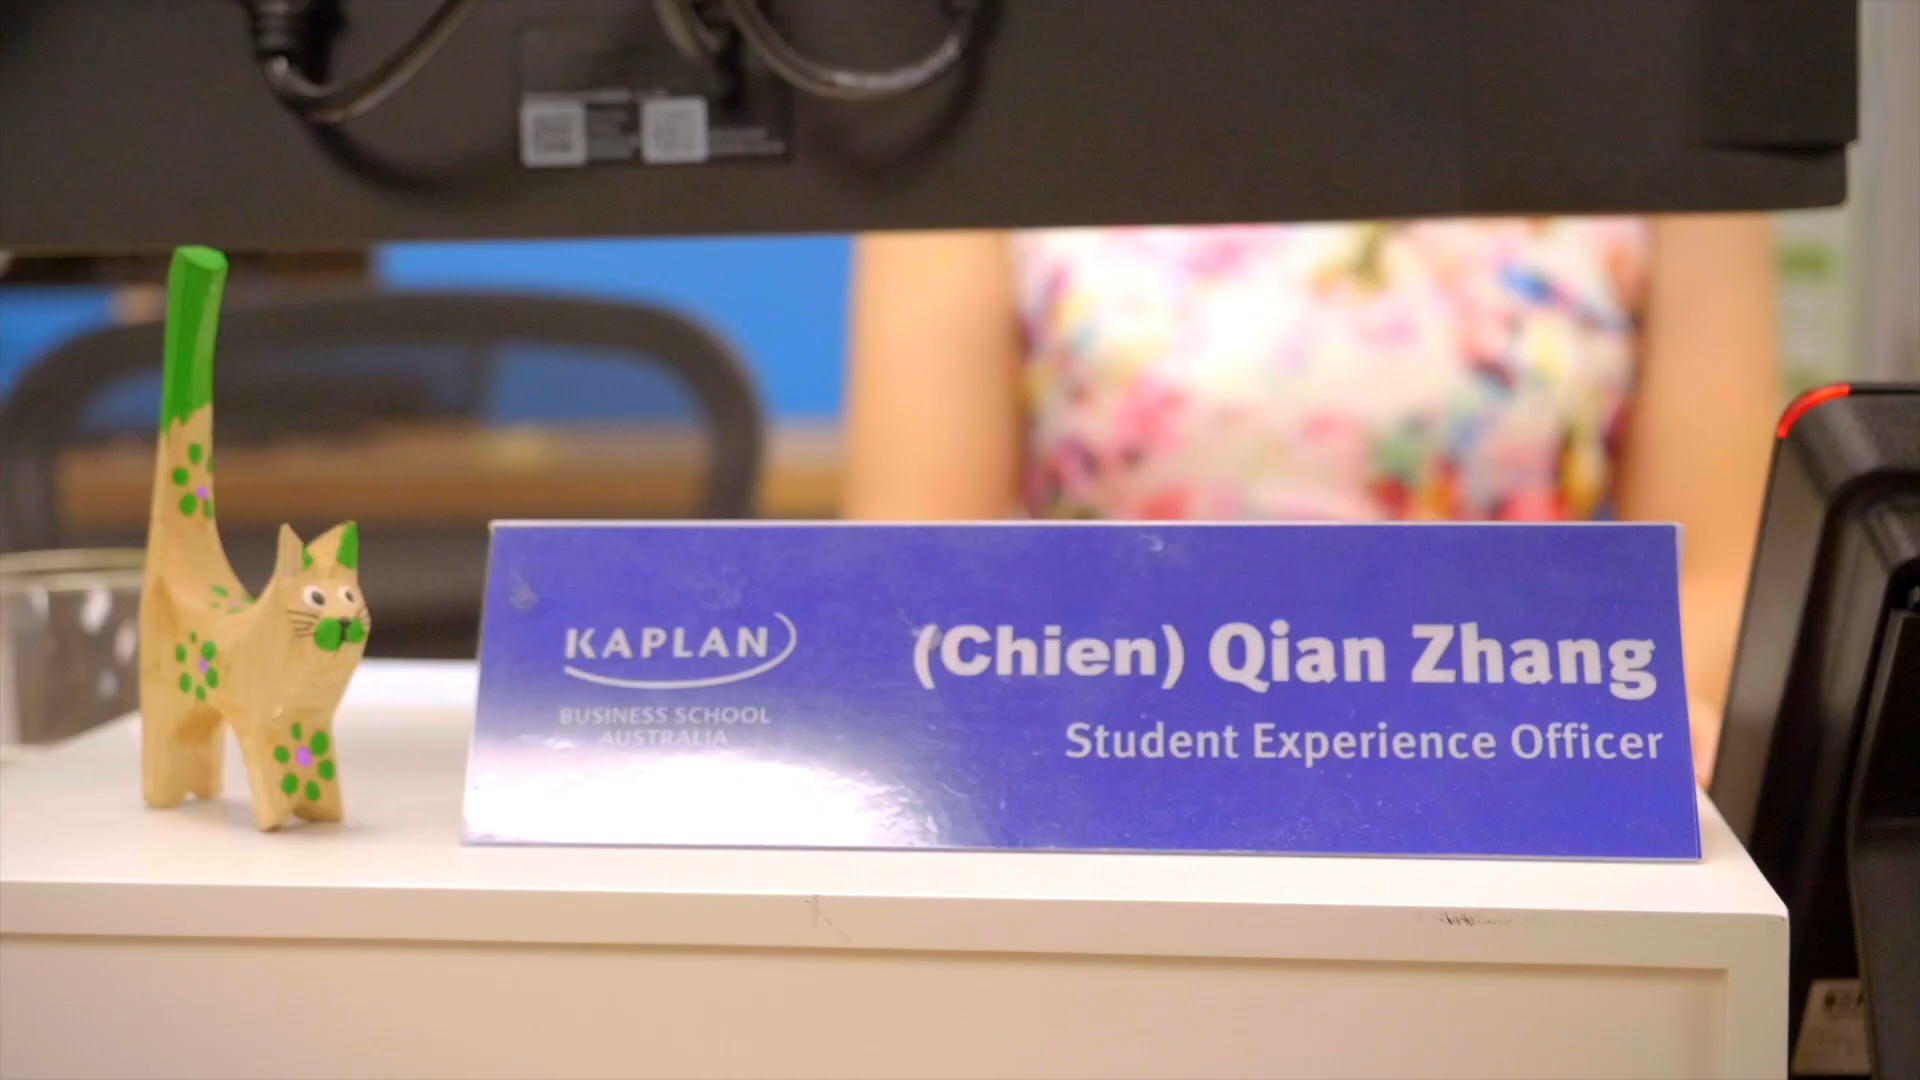 KAPLAN
BUSINESS SCHOOL
AUSTRALIA
(Chien) Qian Zhang
Student Experience Officer